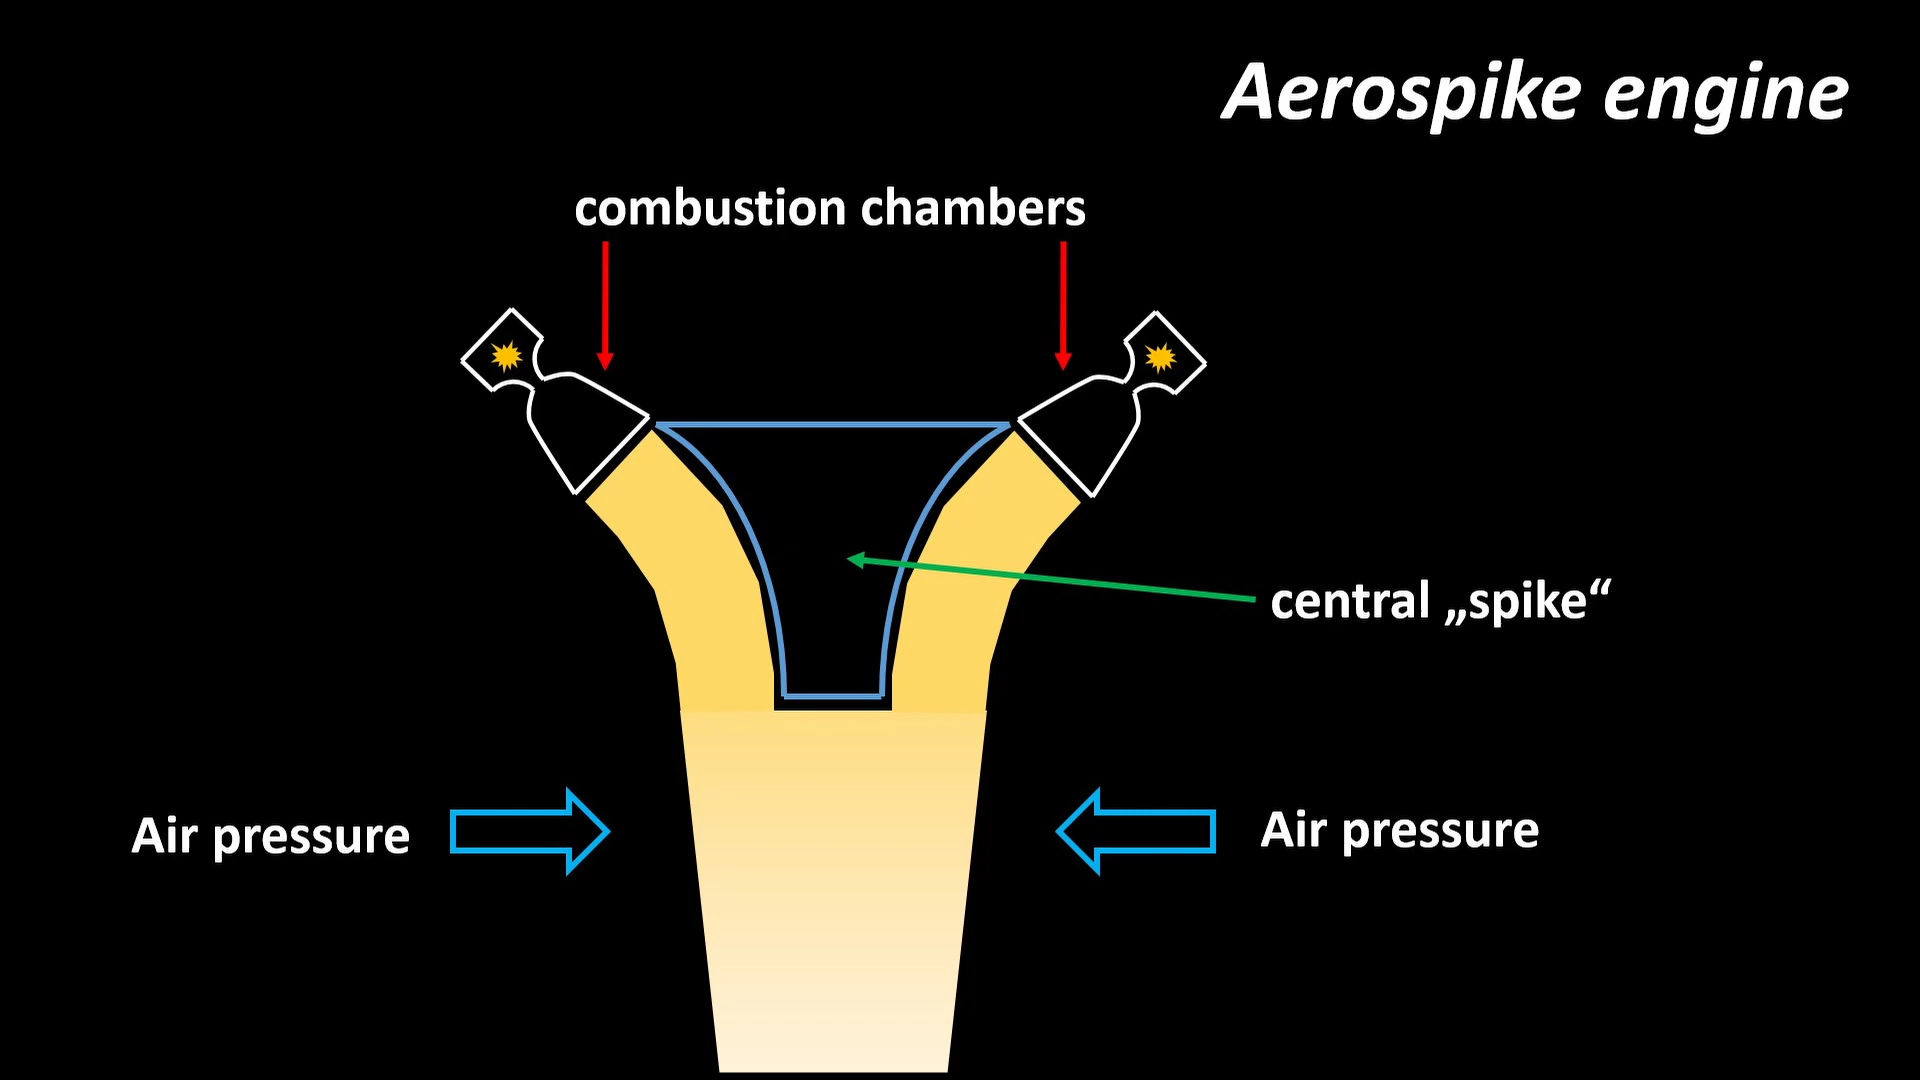 Aerospike engine
combustion chambers
central „spike“
Air pressure
Air pressure